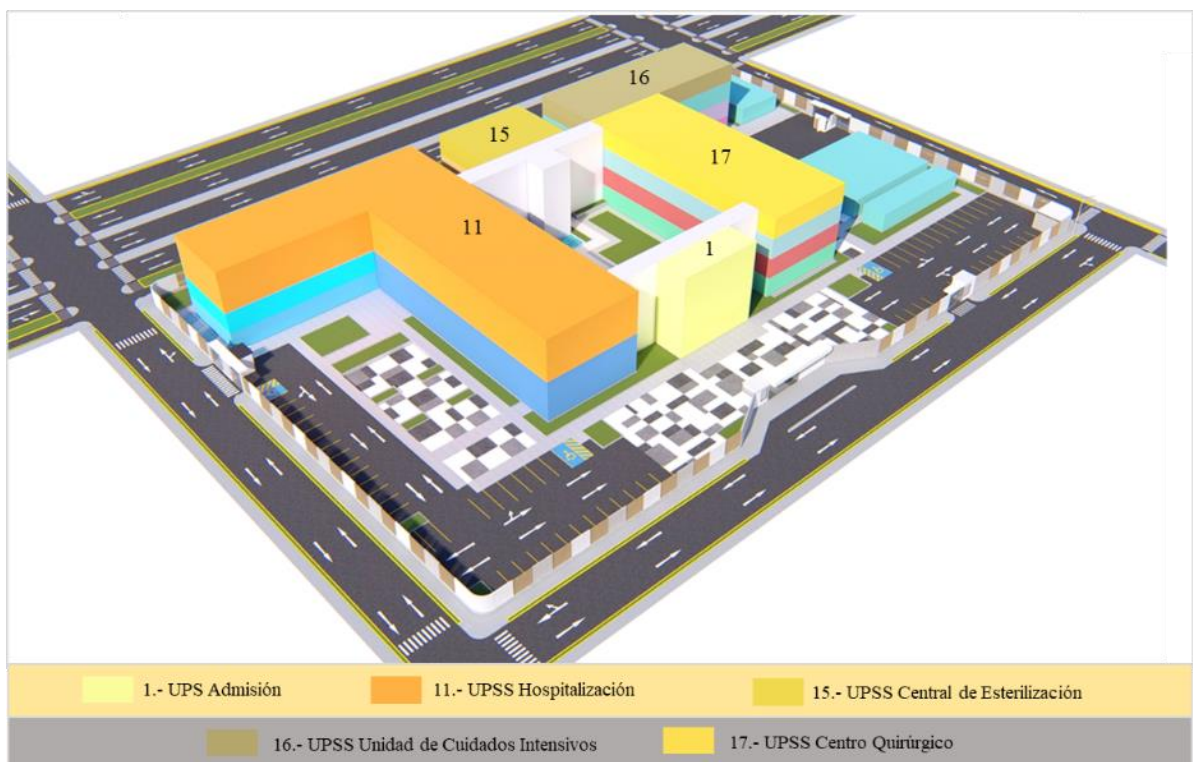 16
15
17
11
1
1.- UPS Admisión
11.- UPSS Hospitalización
15.- UPSS Central de Esterilización
16.- UPSS Unidad de Cuidados Intensivos
17.- UPSS Centro Quirúrgico